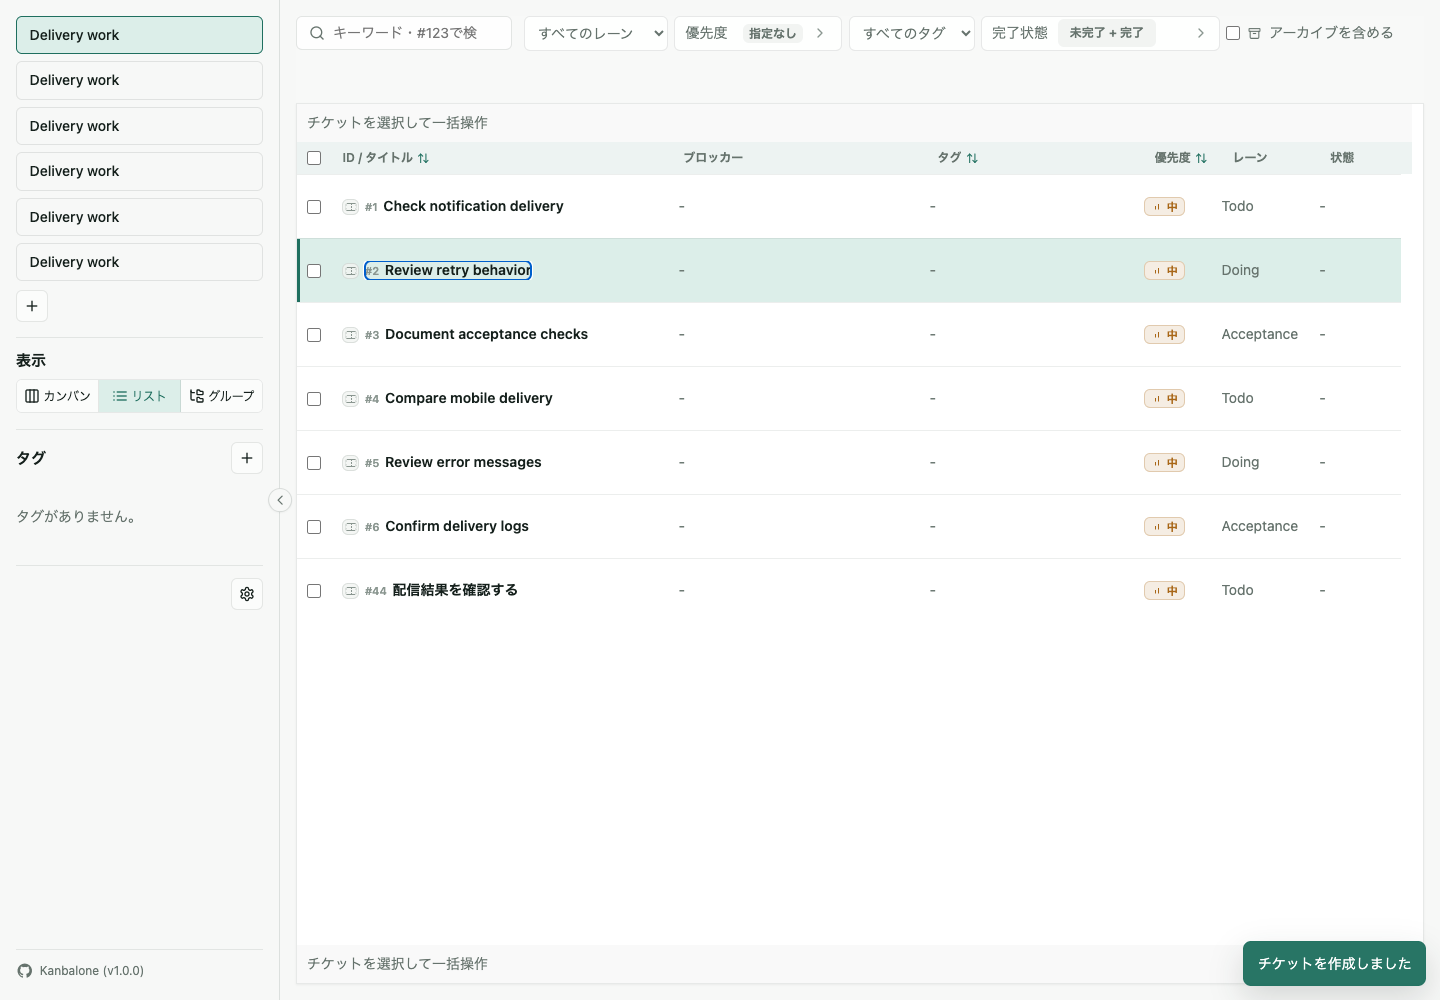 Delivery work
Delivery work
Delivery work
Delivery work
Delivery work
Delivery work
表示
カンバン リスト グループ
タグ
タグがありません。
Kanbalone (v1.0.0)
キーワード・#123で検 すべてのレーン 優先度 指定なし すべてのタグ 完了状態 未完了 + 完了 アーカイブを含める
チケットを選択して一括操作
ID / タイトル ブロッカー タグ 優先度 レーン 状態
#1 Check notification delivery - - 中 Todo -
#2 Review retry behavior - - 中 Doing -
#3 Document acceptance checks - - 中 Acceptance -
#4 Compare mobile delivery - - 中 Todo -
#5 Review error messages - - 中 Doing -
#6 Confirm delivery logs - - 中 Acceptance -
#44 配信結果を確認する - - 中 Todo -
チケットを選択して一括操作
チケットを作成しました